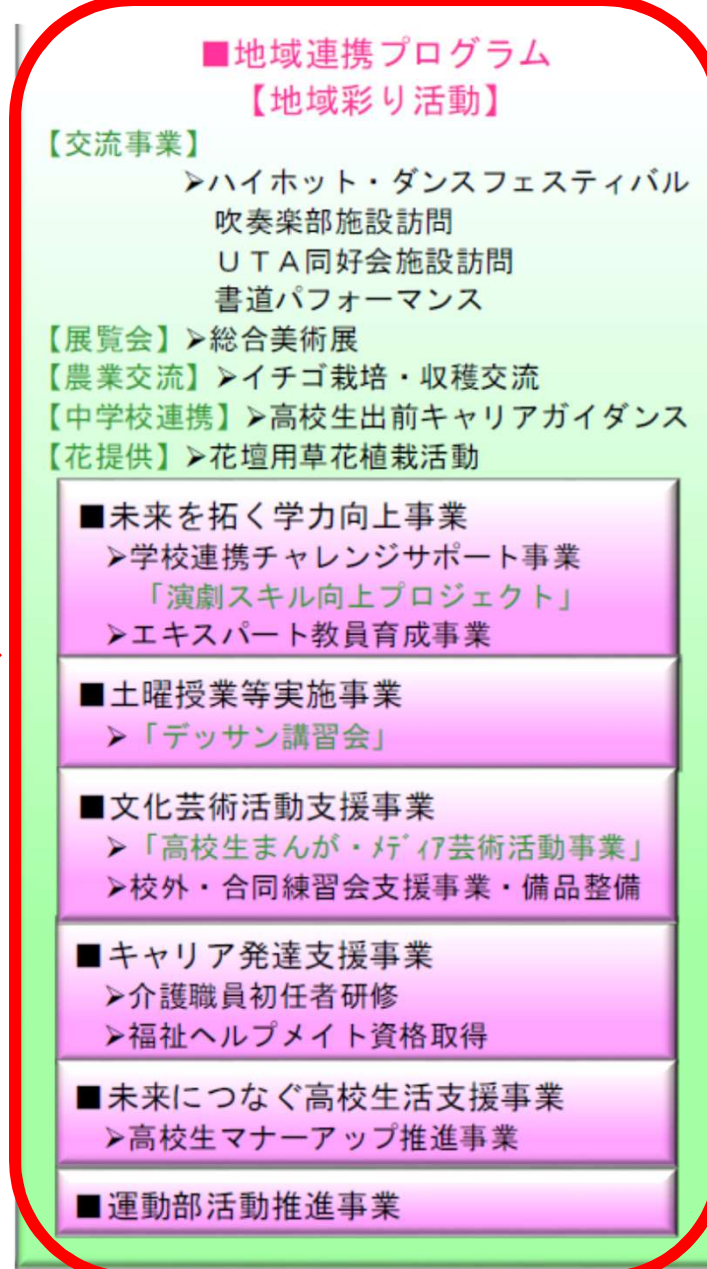 ■地域連携プログラム
【地域彩り活動】
【交流事業】
➢ハイホット・ダンスフェスティバル
吹奏楽部施設訪問
ＵＴＡ同好会施設訪問
書道パフォーマンス
【展覧会】➢総合美術展
【農業交流】➢イチゴ栽培・収穫交流
【中学校連携】➢高校生出前キャリアガイダンス
【花提供】➢花壇用草花植栽活動
■未来を拓く学力向上事業
➢学校連携チャレンジサポート事業
「演劇スキル向上プロジェクト」
➢エキスパート教員育成事業
■土曜授業等実施事業
➢「デッサン講習会」
■文化芸術活動支援事業
➢「高校生まんが・ﾒﾃﾞｨｱ芸術活動事業」
➢校外・合同練習会支援事業・備品整備
■キャリア発達支援事業
➢介護職員初任者研修
➢福祉ヘルプメイト資格取得
■未来につなぐ高校生活支援事業
➢高校生マナーアップ推進事業
■運動部活動推進事業